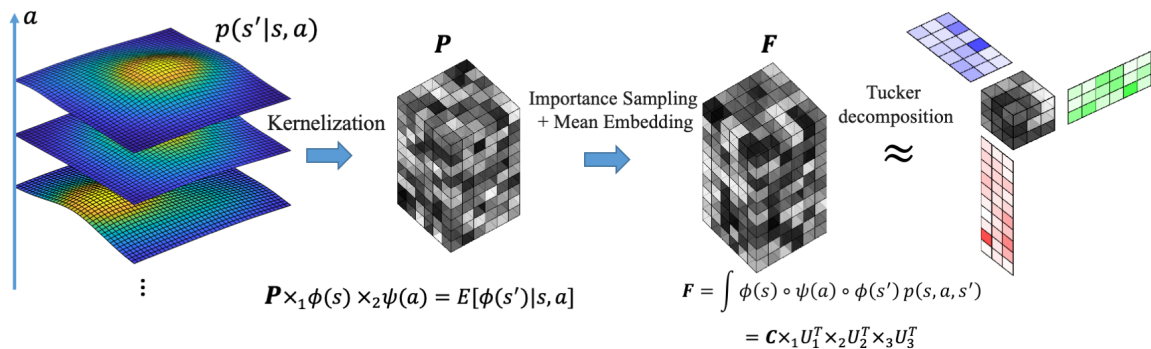 a
p(s′|s, a)
Kernelization
⋮
P
Importance Sampling
+ Mean Embedding
F
Tucker
decomposition
≈
P×₁ϕ(s) ×₂ψ(a) = E[ϕ(s′)|s, a]
F = ∫ ϕ(s) ∘ ψ(a) ∘ ϕ(s′) p(s, a, s′)
= C×₁U₁ᵀ×₂U₂ᵀ×₃U₃ᵀ